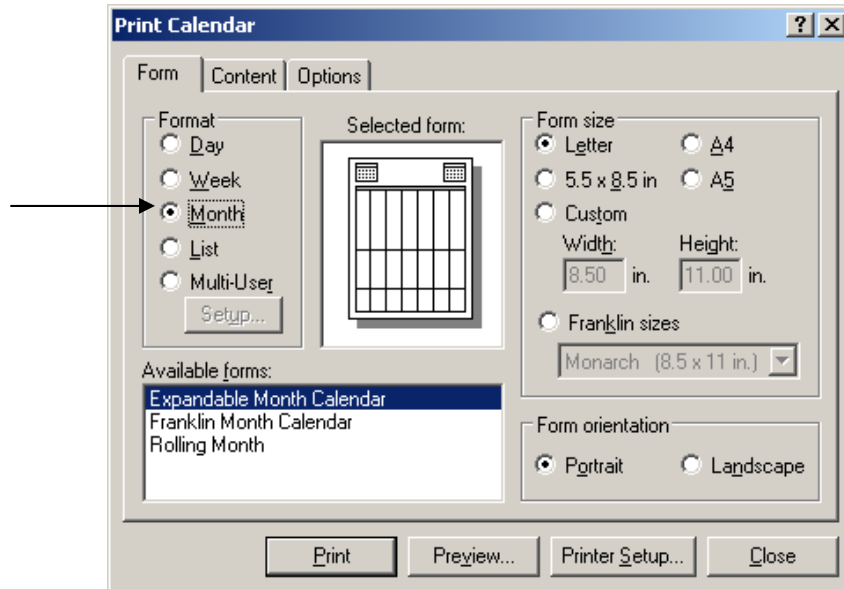 Print Calendar
Form
Content
Options
Format
Day
Week
Month
List
Multi-User
Setup...
Selected form:
Form size
Letter
A4
5.5 x 8.5 in
A5
Custom
Width:
Height:
8.50 in.
11.00 in.
Franklin sizes
Monarch (8.5 x 11 in.)
Available forms:
Expandable Month Calendar
Franklin Month Calendar
Rolling Month
Form orientation
Portrait
Landscape
Print
Preview...
Printer Setup...
Close